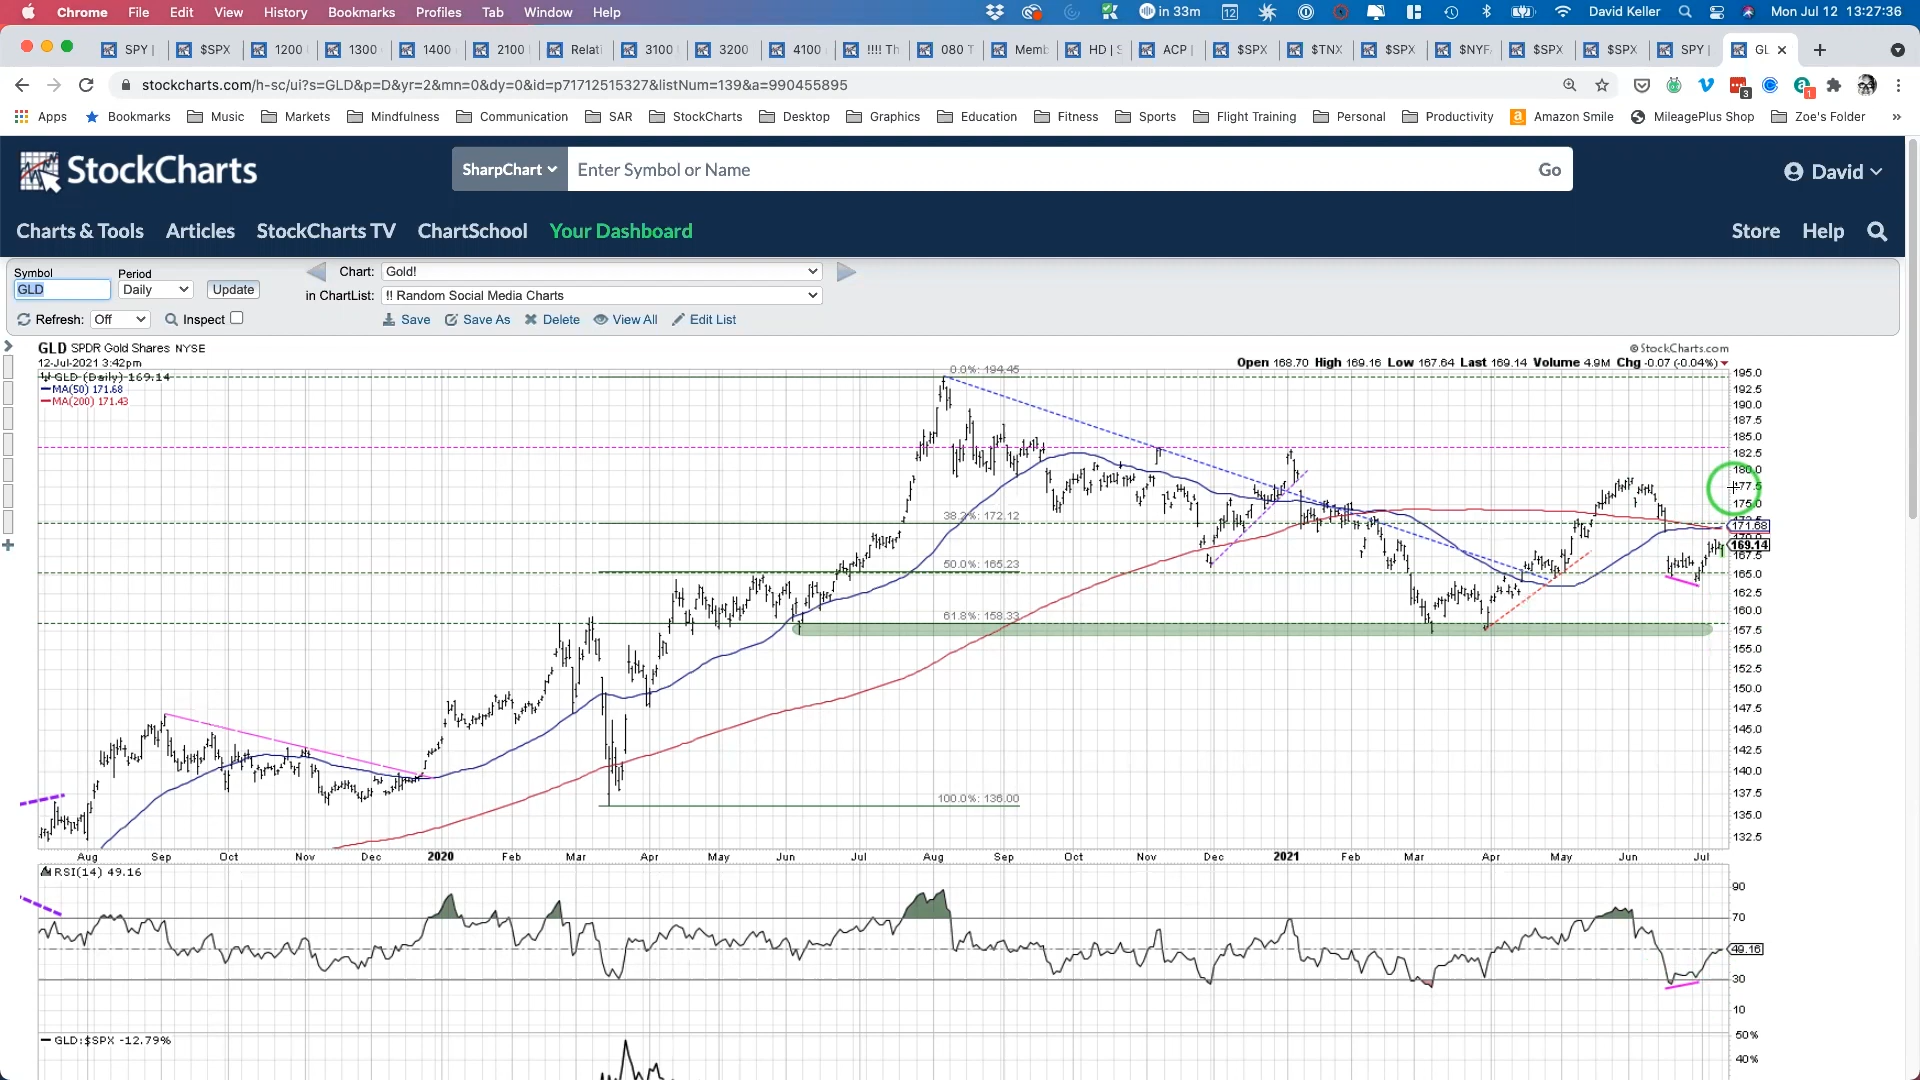 Chrome File Edit View History Bookmarks Profiles Tab Window Help in 33m 12 David Keller Mon Jul 12 13:27:36
SPY | $SPX 1200 1300 1400 2100 Relati 3100 3200 4100 !!!! Th 080 T Memb HD | S ACP | $SPX $TNX $SPX $NYA $SPX $SPX SPY | GL
stockcharts.com/h-sc/ui?s=GLD&p=D&yr=2&mn=0&dy=0&id=p71712515327&listNum=139&a=990455895 3 1
Apps Bookmarks Music Markets Mindfulness Communication SAR StockCharts Desktop Graphics Education Fitness Sports Flight Training Personal Productivity Amazon Smile MileagePlus Shop Zoe's Folder »
StockCharts SharpChart Enter Symbol or Name Go David
Charts & Tools Articles StockCharts TV ChartSchool Your Dashboard Store Help
Symbol Period Chart: Gold!
GLD Daily Update in ChartList: !! Random Social Media Charts
Refresh: Off Inspect Save Save As Delete View All Edit List
GLD SPDR Gold Shares NYSE ©StockCharts.com
12-Jul-2021 3:42pm Open 168.70 High 169.16 Low 167.64 Last 169.14 Volume 4.9M Chg -0.07 (-0.04%)
GLD (Daily) 169.14
MA(50) 171.68
MA(200) 171.43
0.0%: 194.45
38.2%: 172.12
50.0%: 165.23
61.8%: 158.33
100.0%: 136.00
195.0
192.5
190.0
187.5
185.0
182.5
180.0
177.5
175.0
172.5
171.68
170.0
169.14
167.5
165.0
162.5
160.0
157.5
155.0
152.5
150.0
147.5
145.0
142.5
140.0
137.5
135.0
132.5
Aug Sep Oct Nov Dec 2020 Feb Mar Apr May Jun Jul Aug Sep Oct Nov Dec 2021 Feb Mar Apr May Jun Jul
RSI(14) 49.16
90
70
49.16
30
10
GLD:$SPX -12.79%
50%
40%